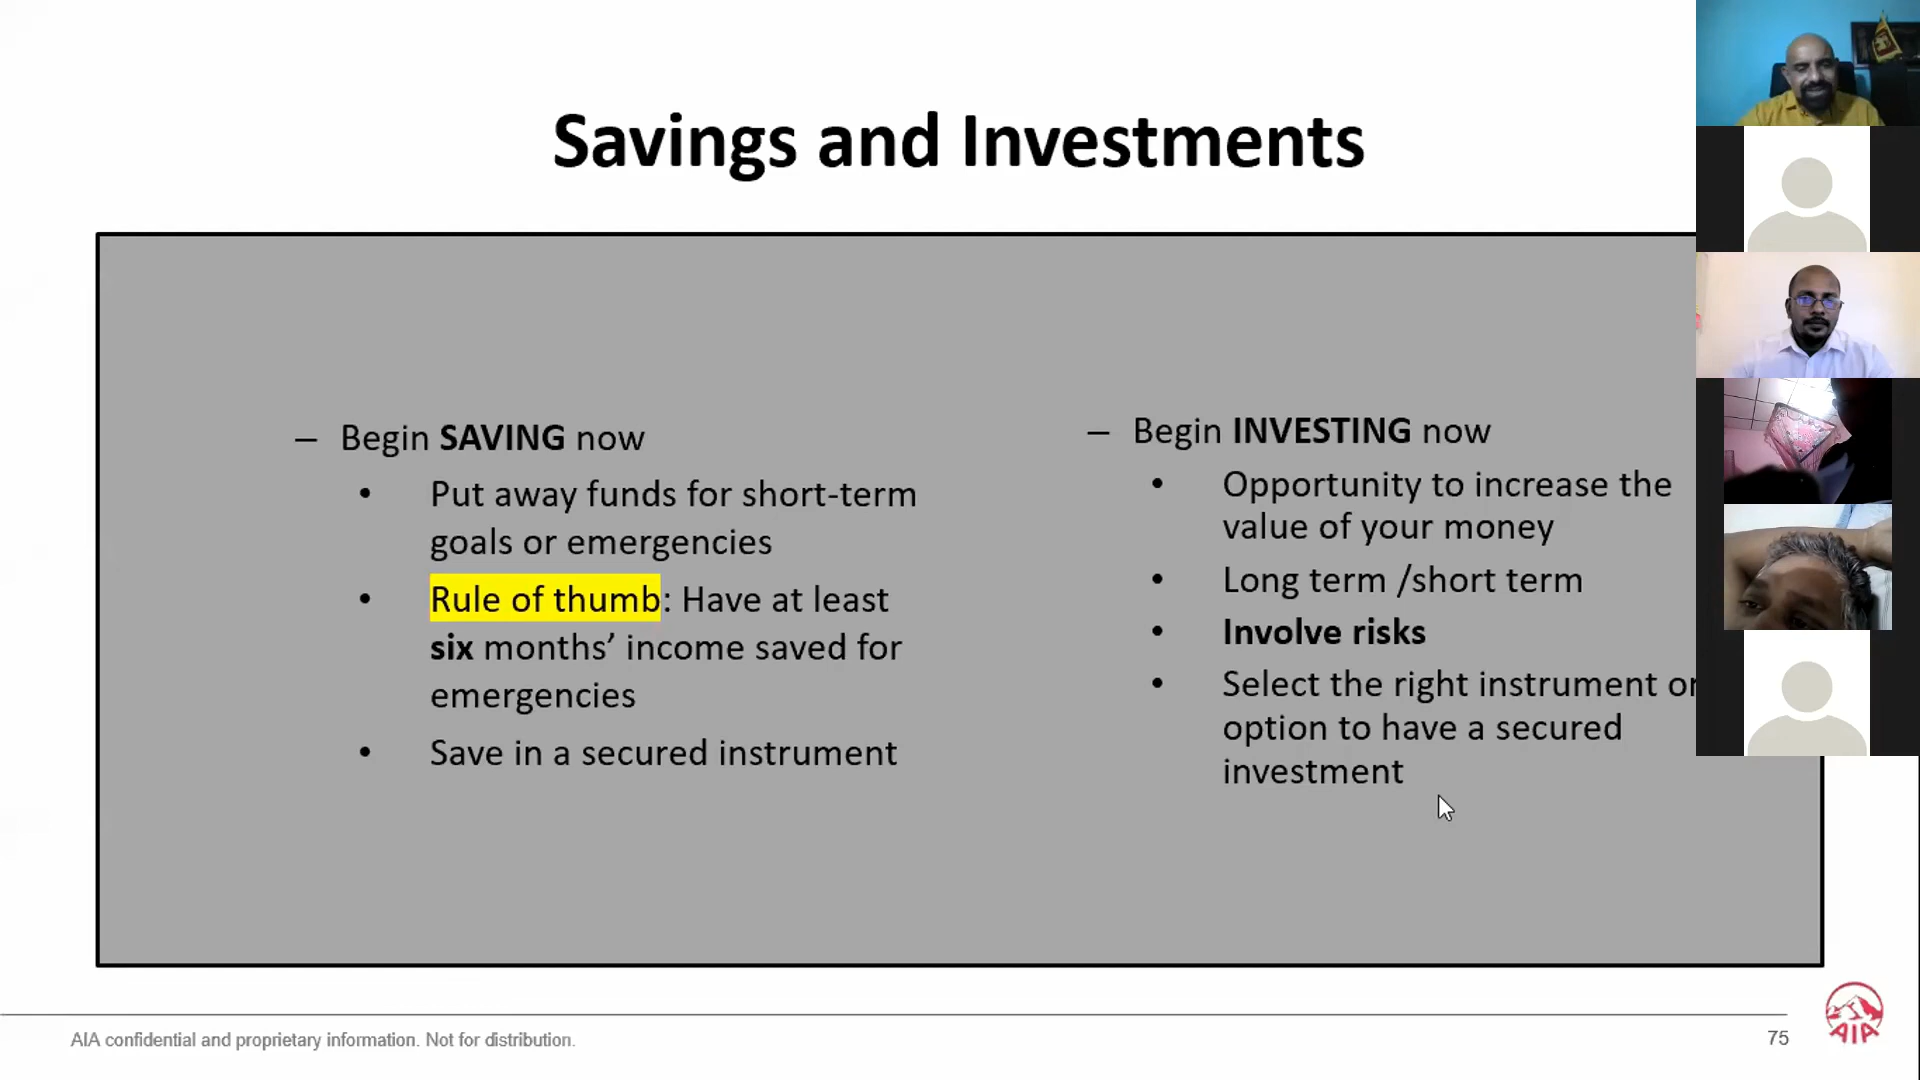 Savings and Investments
– Begin SAVING now
• Put away funds for short-term
goals or emergencies
• Rule of thumb: Have at least
six months’ income saved for
emergencies
• Save in a secured instrument
– Begin INVESTING now
• Opportunity to increase the
value of your money
• Long term /short term
• Involve risks
• Select the right instrument or
option to have a secured
investment
AIA confidential and proprietary information. Not for distribution.
75
AIA